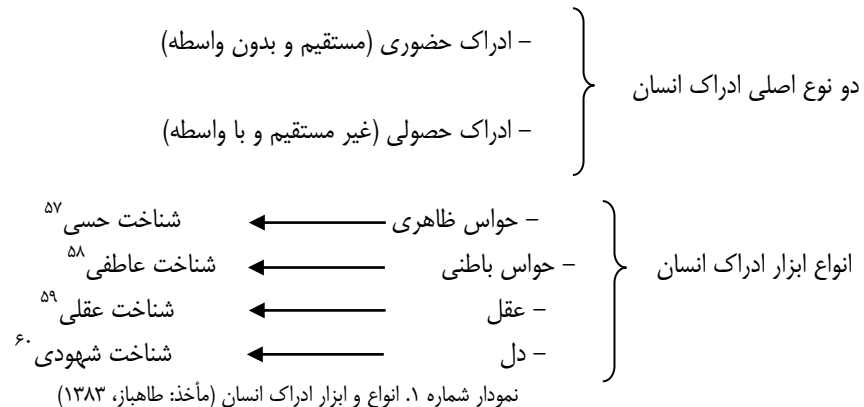 – ادراک حضوری (مستقیم و بدون واسطه)
دو نوع اصلی ادراک انسان
– ادراک حصولی (غیر مستقیم و با واسطه)
– حواس ظاهری شناخت حسی۵۷
انواع ابزار ادراک انسان – حواس باطنی شناخت عاطفی۵۸
– عقل شناخت عقلی۵۹
– دل شناخت شهودی۶۰
نمودار شماره ۱. انواع و ابزار ادراک انسان (مأخذ: طاهباز، ۱۳۸۳)